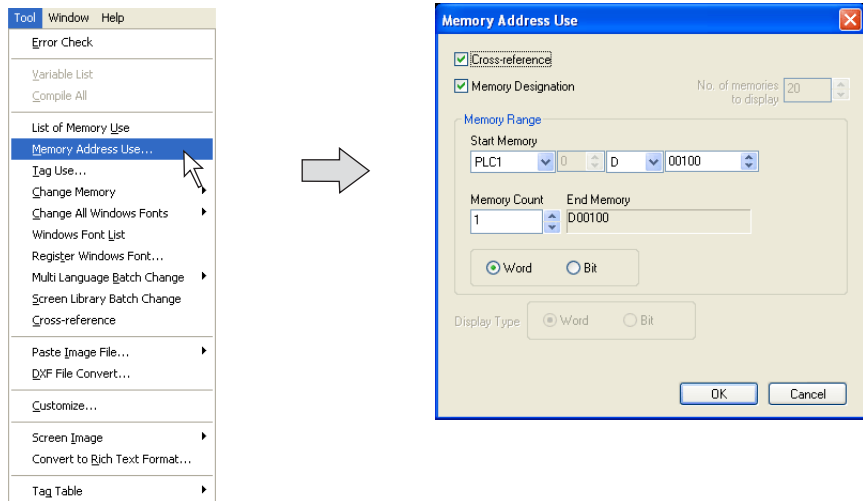 Tool Window Help
Error Check
Variable List
Compile All
List of Memory Use
Memory Address Use...
Tag Use...
Change Memory
Change All Windows Fonts
Windows Font List
Register Windows Font...
Multi Language Batch Change
Screen Library Batch Change
Cross-reference
Paste Image File...
DXF File Convert...
Customize...
Screen Image
Convert to Rich Text Format...
Tag Table
Memory Address Use
Cross-reference
Memory Designation
No. of memories
to display
20
Memory Range
Start Memory
PLC1 0 D 00100
Memory Count End Memory
1 D00100
Word Bit
Display Type Word Bit
OK Cancel